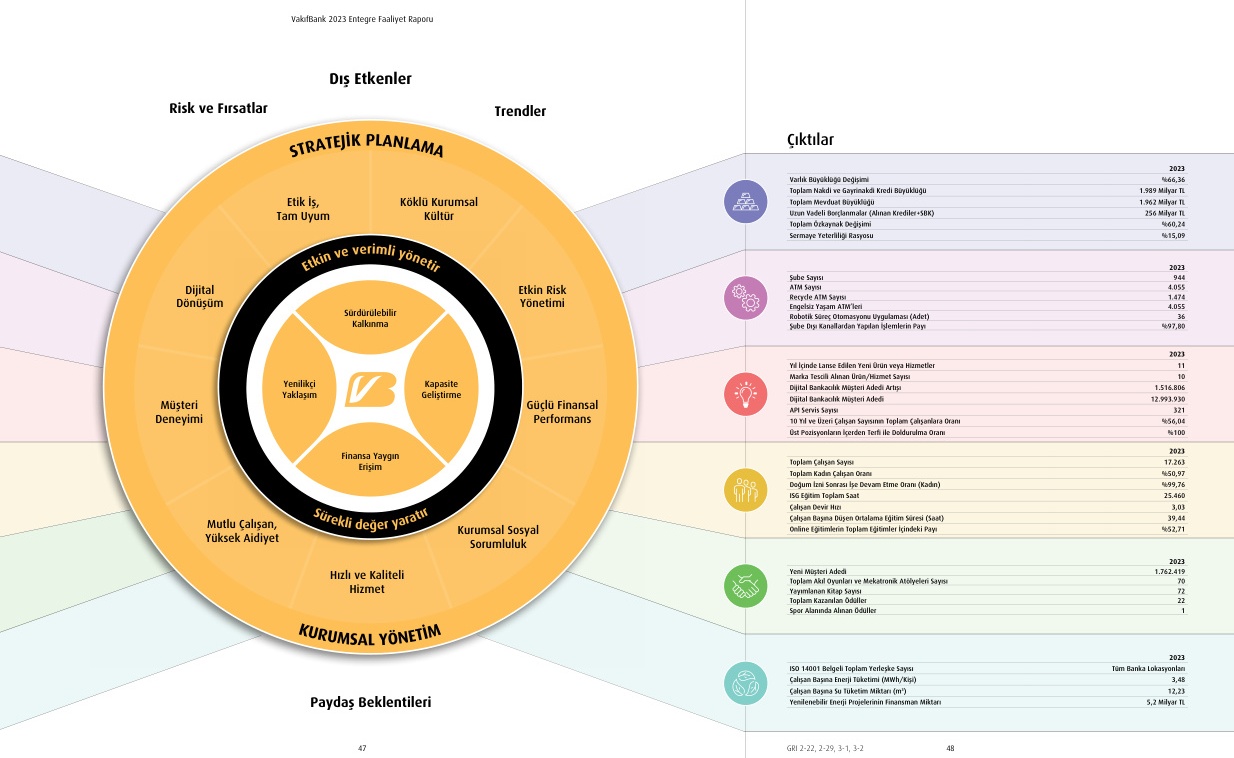 VakıfBank 2023 Entegre Faaliyet Raporu
Dış Etkenler
Risk ve Fırsatlar
Trendler
STRATEJİK PLANLAMA
Etik İş,
Tam Uyum
Köklü Kurumsal
Kültür
Etkin ve verimli yönetir
Dijital
Dönüşüm
Etkin Risk
Yönetimi
Sürdürülebilir
Kalkınma
Yenilikçi
Yaklaşım
VB
Kapasite
Geliştirme
Müşteri
Deneyimi
Güçlü Finansal
Performans
Finansa Yaygın
Erişim
Sürekli değer yaratır
Mutlu Çalışan,
Yüksek Aidiyet
Kurumsal Sosyal
Sorumluluk
Hızlı ve Kaliteli
Hizmet
KURUMSAL YÖNETİM
Paydaş Beklentileri
47
Çıktılar
2023
Varlık Büyüklüğü Değişimi %66,36
Toplam Nakdi ve Gayrinakdi Kredi Büyüklüğü 1.989 Milyar TL
Toplam Mevduat Büyüklüğü 1.962 Milyar TL
Uzun Vadeli Borçlanmalar (Alınan Krediler+SBK) 256 Milyar TL
Toplam Özkaynak Değişimi %60,24
Sermaye Yeterliliği Rasyosu %15,09
2023
Şube Sayısı 944
ATM Sayısı 4.055
Recycle ATM Sayısı 1.474
Engelsiz Yaşam ATM'leri 4.055
Robotik Süreç Otomasyonu Uygulaması (Adet) 36
Şube Dışı Kanallardan Yapılan İşlemlerin Payı %97,80
2023
Yıl İçinde Lanse Edilen Yeni Ürün veya Hizmetler 11
Marka Tescili Alınan Ürün/Hizmet Sayısı 10
Dijital Bankacılık Müşteri Adedi Artışı 1.516.806
Dijital Bankacılık Müşteri Adedi 12.993.930
API Servis Sayısı 321
10 Yıl ve Üzeri Çalışan Sayısının Toplam Çalışanlara Oranı %56,04
Üst Pozisyonların İçerden Terfi ile Doldurulma Oranı %100
2023
Toplam Çalışan Sayısı 17.263
Toplam Kadın Çalışan Oranı %50,97
Doğum İzni Sonrası İşe Devam Etme Oranı (Kadın) %99,76
ISG Eğitim Toplam Saat 25.460
Çalışan Devir Hızı 3,03
Çalışan Başına Düşen Ortalama Eğitim Süresi (Saat) 39,44
Online Eğitimlerin Toplam Eğitimler İçindeki Payı %52,71
2023
Yeni Müşteri Adedi 1.762.419
Toplam Akıl Oyunları ve Mekatronik Atölyeleri Sayısı 70
Yayımlanan Kitap Sayısı 72
Toplam Kazanılan Ödüller 22
Spor Alanında Alınan Ödüller 1
2023
ISO 14001 Belgeli Toplam Yerleşke Sayısı Tüm Banka Lokasyonları
Çalışan Başına Enerji Tüketimi (MWh/Kişi) 3,48
Çalışan Başına Su Tüketim Miktarı (m³) 12,23
Yenilenebilir Enerji Projelerinin Finansman Miktarı 5,2 Milyar TL
GRI 2-22, 2-29, 3-1, 3-2
48